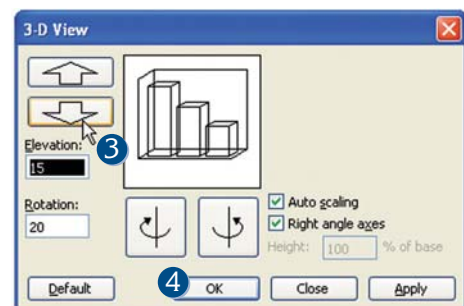 3-D View
3
Elevation:
15
Rotation:
20
Auto scaling
Right angle axes
Height: 100 % of base
4
Default OK Close Apply